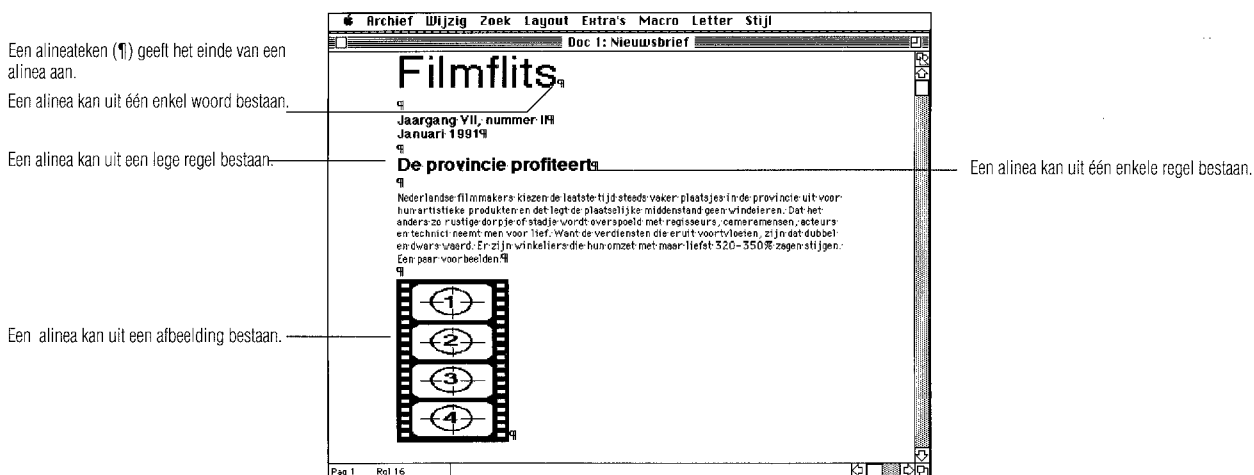 Archief Wijzig Zoek Layout Extra's Macro Letter Stijl
Doc 1: Nieuwsbrief
Een alineateken (¶) geeft het einde van een
alinea aan.
Een alinea kan uit één enkel woord bestaan.
Een alinea kan uit een lege regel bestaan.
Een alinea kan uit een afbeelding bestaan.
Filmflits¶
¶
Jaargang VII, nummer II¶
Januari 1991¶
¶
De provincie profiteert¶
¶
Nederlandse filmmakers kiezen de laatste tijd steeds vaker plaatsjes in de provincie uit voor
hun artistieke produkten en dat legt de plaatselijke middenstand geen windeieren. Dat het
anders zo rustige dorpje of stadje wordt overspoeld met regisseurs, cameramensen, acteurs
en technici neemt men voor lief. Want de verdiensten die er uit voortvloeien, zijn dat dubbel
en dwars waard. Er zijn winkeliers die hun omzet met maar liefst 320-350% zagen stijgen.
Een paar voorbeelden:¶
¶
1
2
3
4
¶
Een alinea kan uit één enkele regel bestaan.
Pag 1 Rgl 16